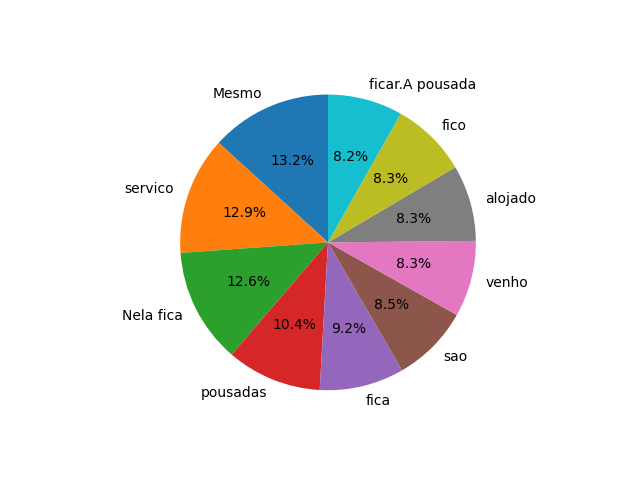 ficar.A pousada
Mesmo
fico
13.2%
8.2%
8.3%
servico
alojado
12.9%
8.3%
8.3%
venho
12.6%
8.5%
Nela fica
10.4%
9.2%
sao
pousadas
fica